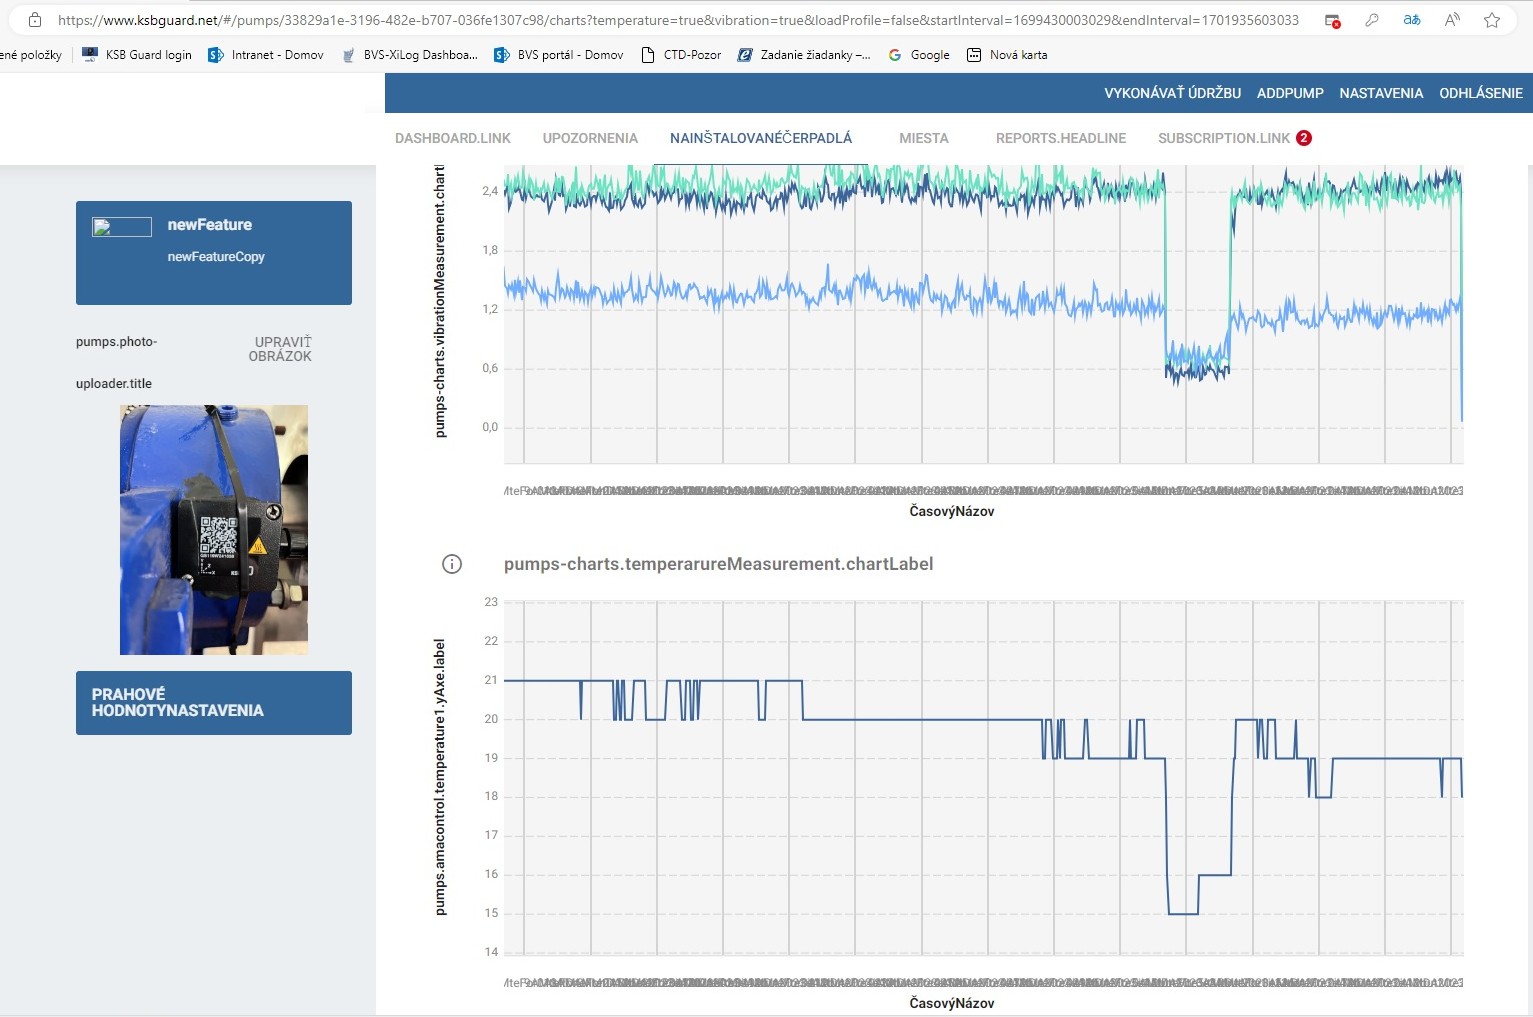 https://www.ksbguard.net/#/pumps/33829a1e-3196-482e-b707-036fe1307c98/charts?temperature=true&vibration=true&loadProfile=false&startInterval=1699430003029&endInterval=1701935603033
ené položky KSB Guard login Intranet - Domov BVS-XiLog Dashboa... BVS portál - Domov CTD-Pozor Zadanie žiadanky –... Google Nová karta
VYKONÁVAŤ ÚDRŽBU ADDPUMP NASTAVENIA ODHLÁSENIE
DASHBOARD.LINK UPOZORNENIA NAINŠTALOVANÉČERPADLÁ MIESTA REPORTS.HEADLINE SUBSCRIPTION.LINK 2
newFeature
newFeatureCopy
pumps.photo-
uploader.title
UPRAVIŤ
OBRÁZOK
PRAHOVÉ
HODNOTYNASTAVENIA
pumps-charts.vibrationMeasurement.chartl
2,4
1,8
1,2
0,6
0,0
ČasovýNázov
pumps-charts.temperarureMeasurement.chartLabel
pumps.amacontrol.temperature1.yAxe.label
23
22
21
20
19
18
17
16
15
14
ČasovýNázov